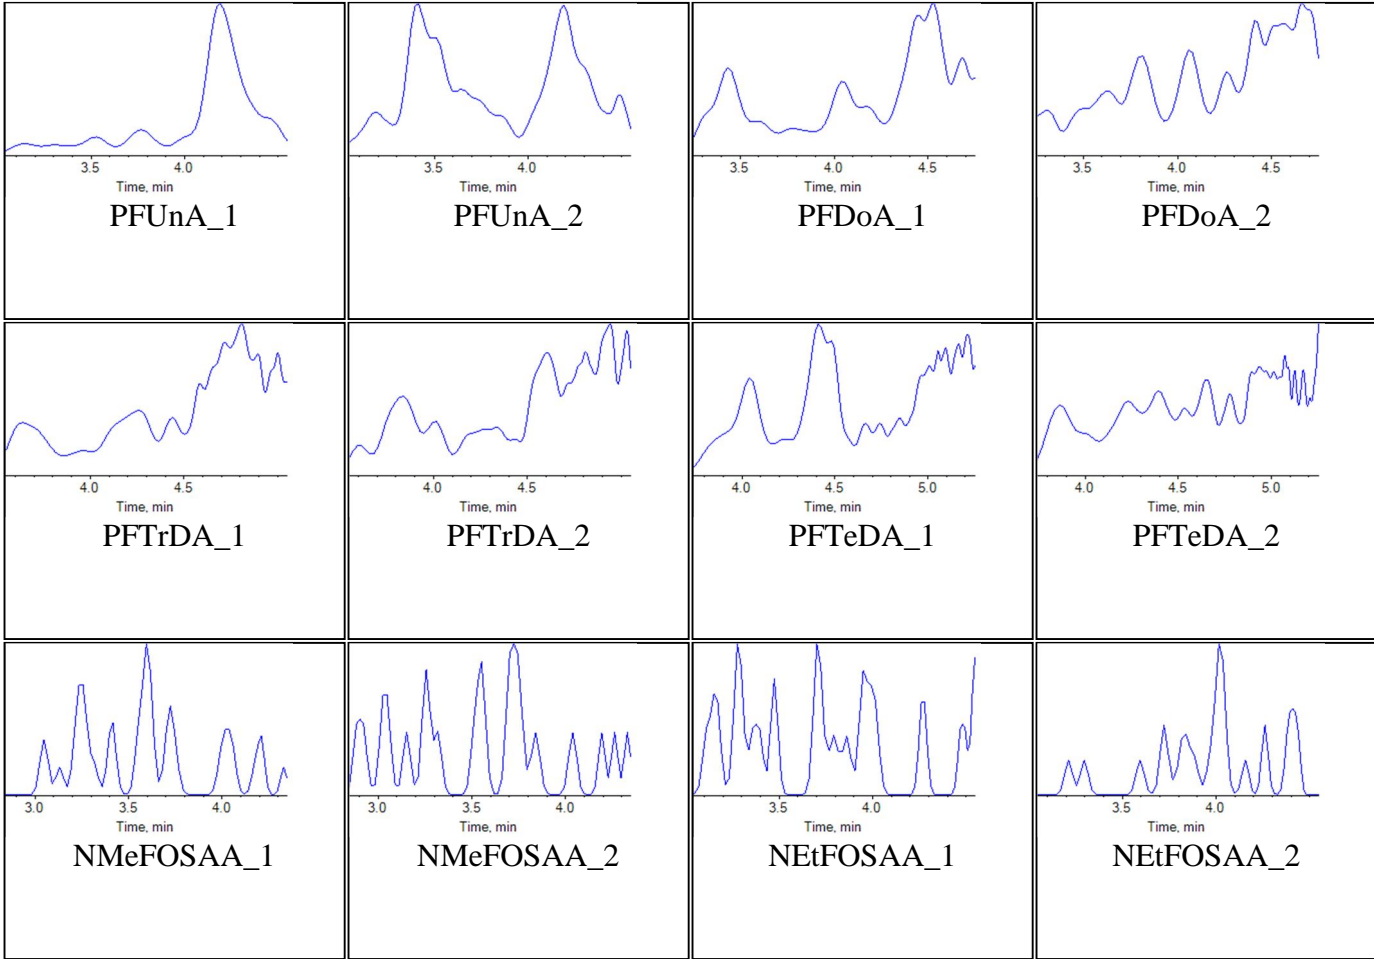 3.5 4.0
Time, min
PFUnA_1
3.5 4.0
Time, min
PFUnA_2
3.5 4.0 4.5
Time, min
PFDoA_1
3.5 4.0 4.5
Time, min
PFDoA_2
4.0 4.5
Time, min
PFTrDA_1
4.0 4.5
Time, min
PFTrDA_2
4.0 4.5 5.0
Time, min
PFTeDA_1
4.0 4.5 5.0
Time, min
PFTeDA_2
3.0 3.5 4.0
Time, min
NMeFOSAA_1
3.0 3.5 4.0
Time, min
NMeFOSAA_2
3.5 4.0
Time, min
NEtFOSAA_1
3.5 4.0
Time, min
NEtFOSAA_2